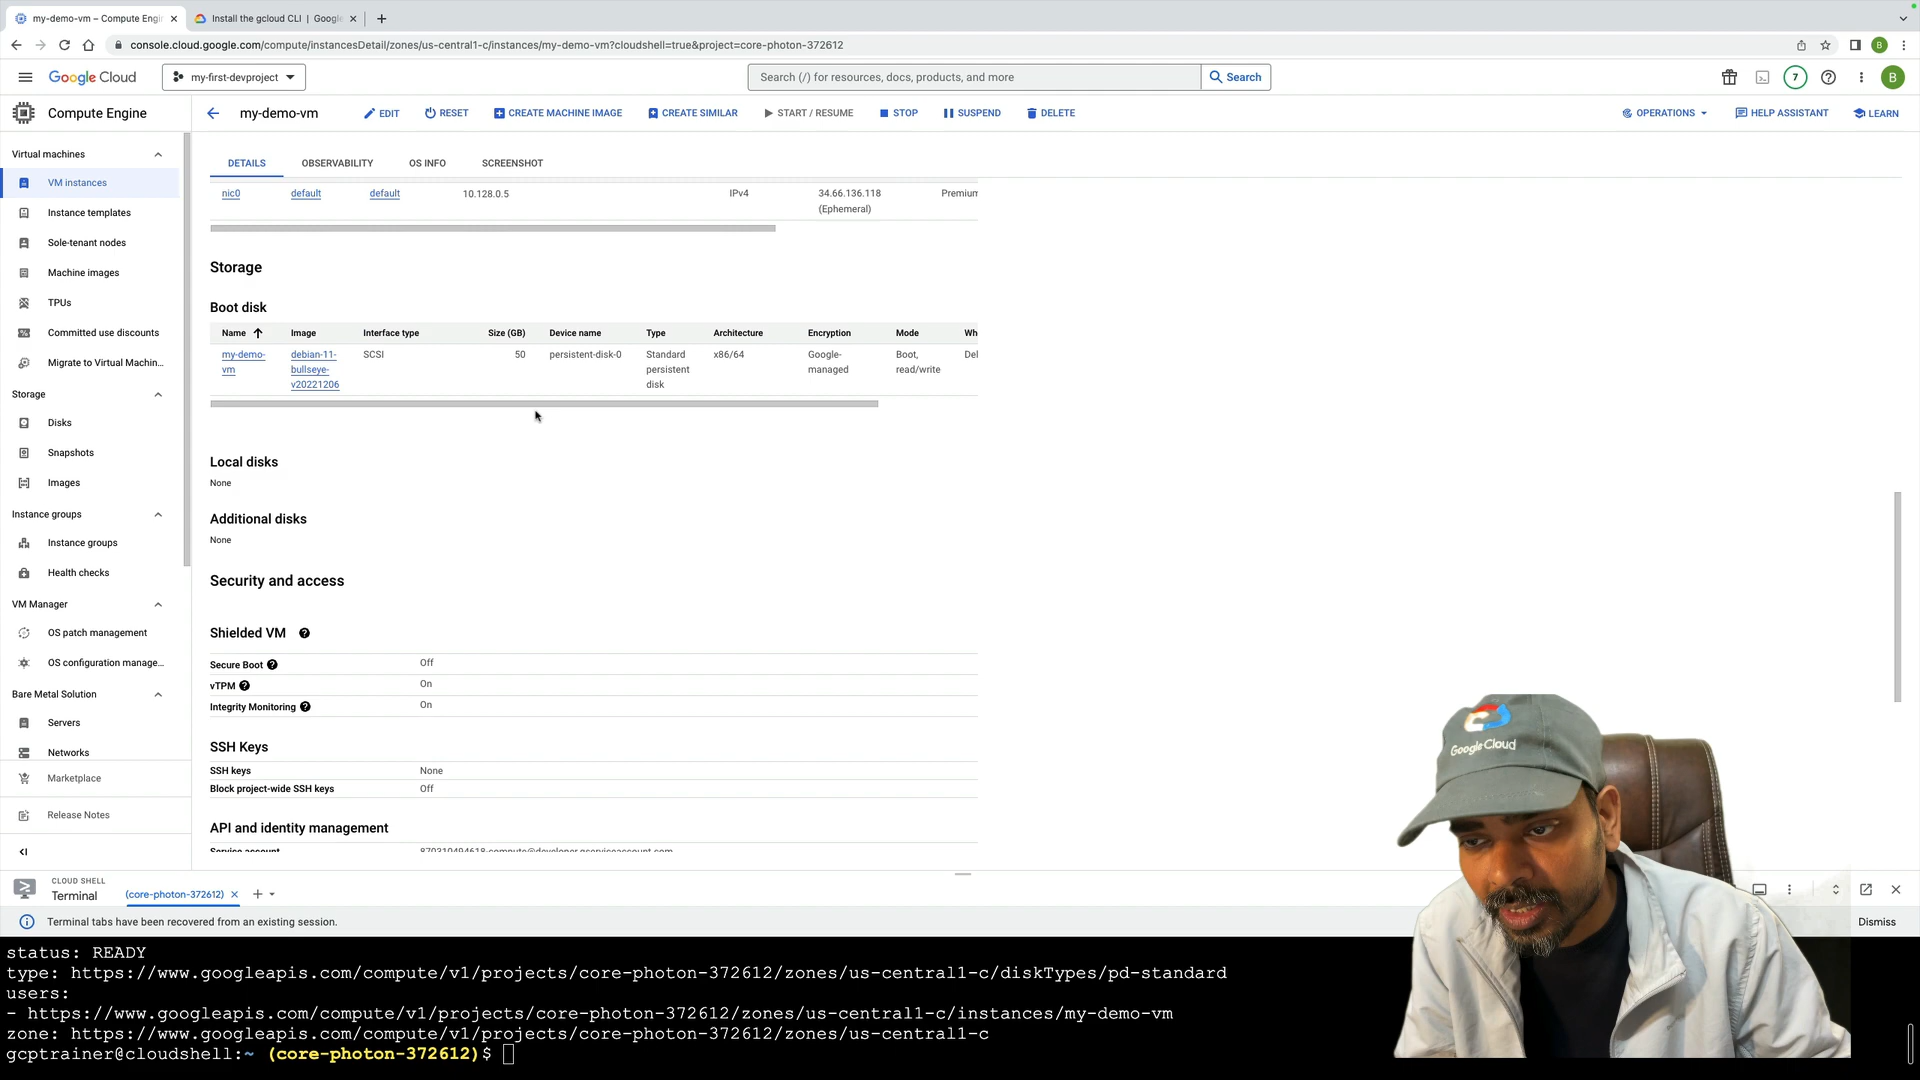 my-demo-vm – Compute Engi
Install the gcloud CLI | Google
console.cloud.google.com/compute/instancesDetail/zones/us-central1-c/instances/my-demo-vm?cloudshell=true&project=core-photon-372612
B
Google Cloud
my-first-devproject
Search (/) for resources, docs, products, and more
Search
7
B
Compute Engine
my-demo-vm
EDIT
RESET
CREATE MACHINE IMAGE
CREATE SIMILAR
START / RESUME
STOP
SUSPEND
DELETE
OPERATIONS
HELP ASSISTANT
LEARN
Virtual machines
VM instances
Instance templates
Sole-tenant nodes
Machine images
TPUs
Committed use discounts
Migrate to Virtual Machin...
Storage
Disks
Snapshots
Images
Instance groups
Instance groups
Health checks
VM Manager
OS patch management
OS configuration manage...
Bare Metal Solution
Servers
Networks
Marketplace
Release Notes
DETAILS
OBSERVABILITY
OS INFO
SCREENSHOT
nic0 default default 10.128.0.5 IPv4 34.66.136.118 Premium
(Ephemeral)
Storage
Boot disk
Name Image Interface type Size (GB) Device name Type Architecture Encryption Mode Wh
my-demo- debian-11- SCSI 50 persistent-disk-0 Standard x86/64 Google- Boot, Del
vm bullseye- persistent managed read/write
v20221206 disk
Local disks
None
Additional disks
None
Security and access
Shielded VM
Secure Boot Off
vTPM On
Integrity Monitoring On
SSH Keys
SSH keys None
Block project-wide SSH keys Off
API and identity management
Service account 870310494618-compute@developer.gserviceaccount.com
CLOUD SHELL
Terminal
(core-photon-372612)
Terminal tabs have been recovered from an existing session.
Dismiss
status: READY
type: https://www.googleapis.com/compute/v1/projects/core-photon-372612/zones/us-central1-c/diskTypes/pd-standard
users:
- https://www.googleapis.com/compute/v1/projects/core-photon-372612/zones/us-central1-c/instances/my-demo-vm
zone: https://www.googleapis.com/compute/v1/projects/core-photon-372612/zones/us-central1-c
gcptrainer@cloudshell:~ (core-photon-372612)$
Google Cloud